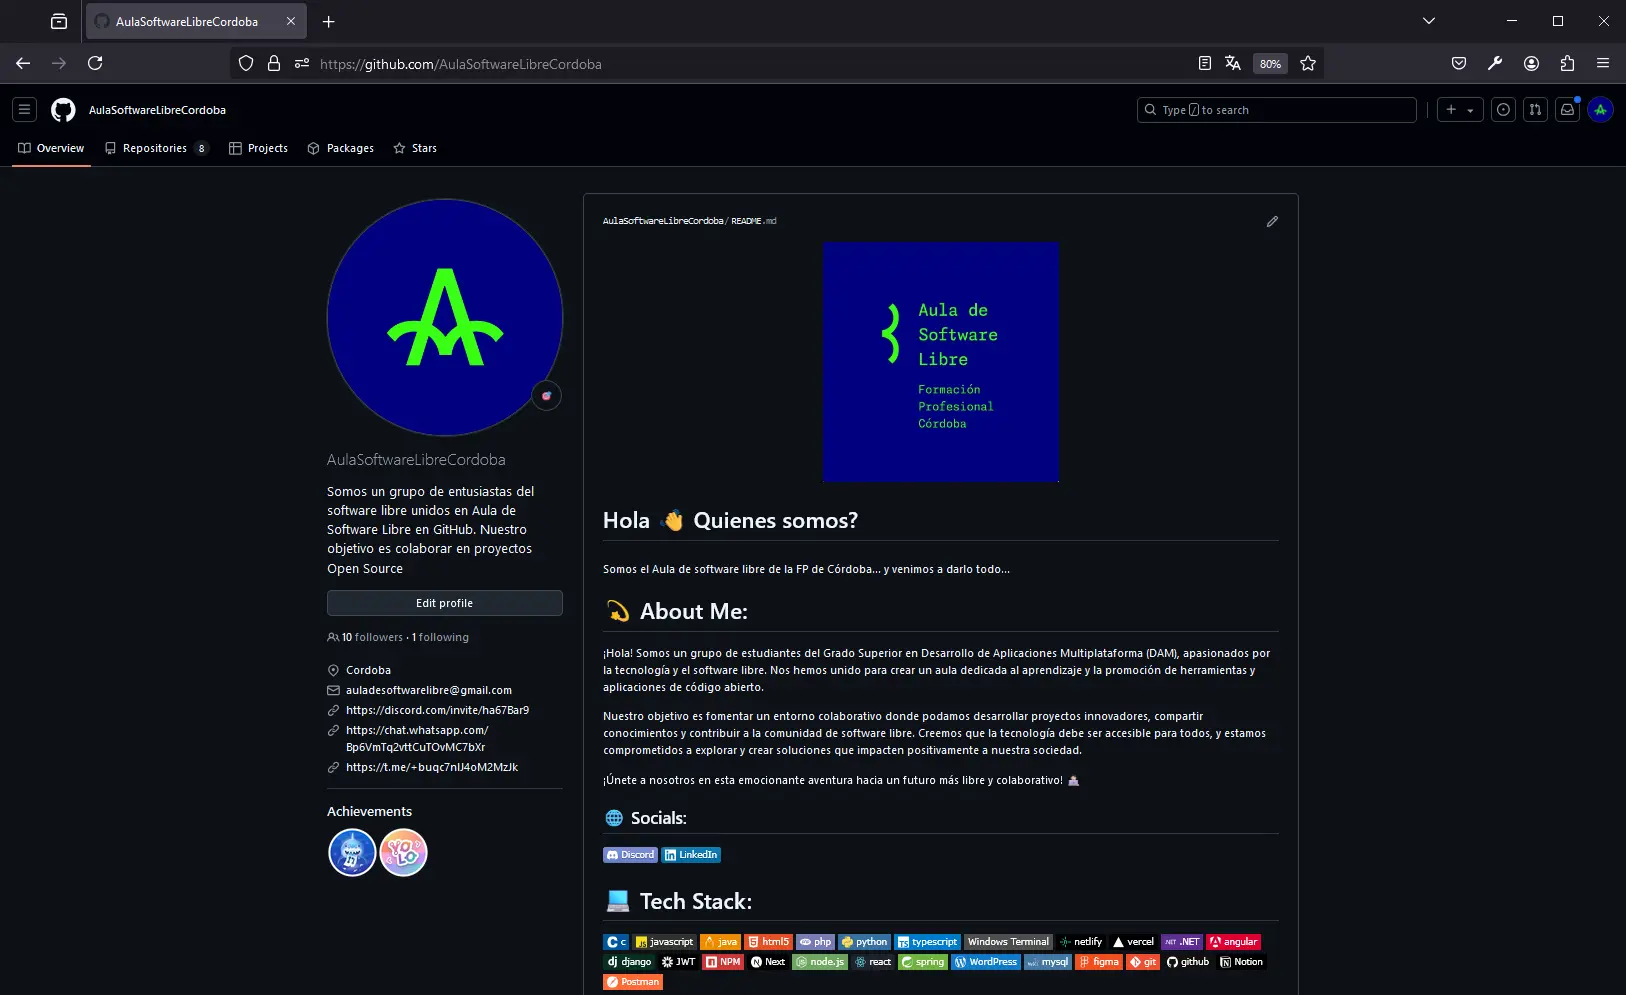 AulaSoftwareLibreCordoba
https://github.com/AulaSoftwareLibreCordoba
80%
AulaSoftwareLibreCordoba
Type / to search
Overview
Repositories 8
Projects
Packages
Stars
AulaSoftwareLibreCordoba
Somos un grupo de entusiastas del
software libre unidos en Aula de
Software Libre en GitHub. Nuestro
objetivo es colaborar en proyectos
Open Source
Edit profile
10 followers · 1 following
Cordoba
auladesoftwarelibre@gmail.com
https://discord.com/invite/ha67Bar9
https://chat.whatsapp.com/
Bp6VmTq2vttCuTOvMC7bXr
https://t.me/+buqc7nIJ4oM2MzJk
Achievements
YOLO
AulaSoftwareLibreCordoba/README.md
Aula de
Software
Libre
Formación
Profesional
Córdoba
Hola 👋 Quienes somos?
Somos el Aula de software libre de la FP de Córdoba... y venimos a darlo todo...
💫 About Me:
¡Hola! Somos un grupo de estudiantes del Grado Superior en Desarrollo de Aplicaciones Multiplataforma (DAM), apasionados por
la tecnología y el software libre. Nos hemos unido para crear un aula dedicada al aprendizaje y la promoción de herramientas y
aplicaciones de código abierto.
Nuestro objetivo es fomentar un entorno colaborativo donde podamos desarrollar proyectos innovadores, compartir
conocimientos y contribuir a la comunidad de software libre. Creemos que la tecnología debe ser accesible para todos, y estamos
comprometidos a explorar y crear soluciones que impacten positivamente a nuestra sociedad.
¡Únete a nosotros en esta emocionante aventura hacia un futuro más libre y colaborativo!
🌐 Socials:
Discord LinkedIn
💻 Tech Stack:
C c JS javascript java html5 php python TS typescript Windows Terminal netlify vercel .NET .NET angular
dj django JWT NPM Next node.js react spring WordPress mysql figma git github Notion
Postman